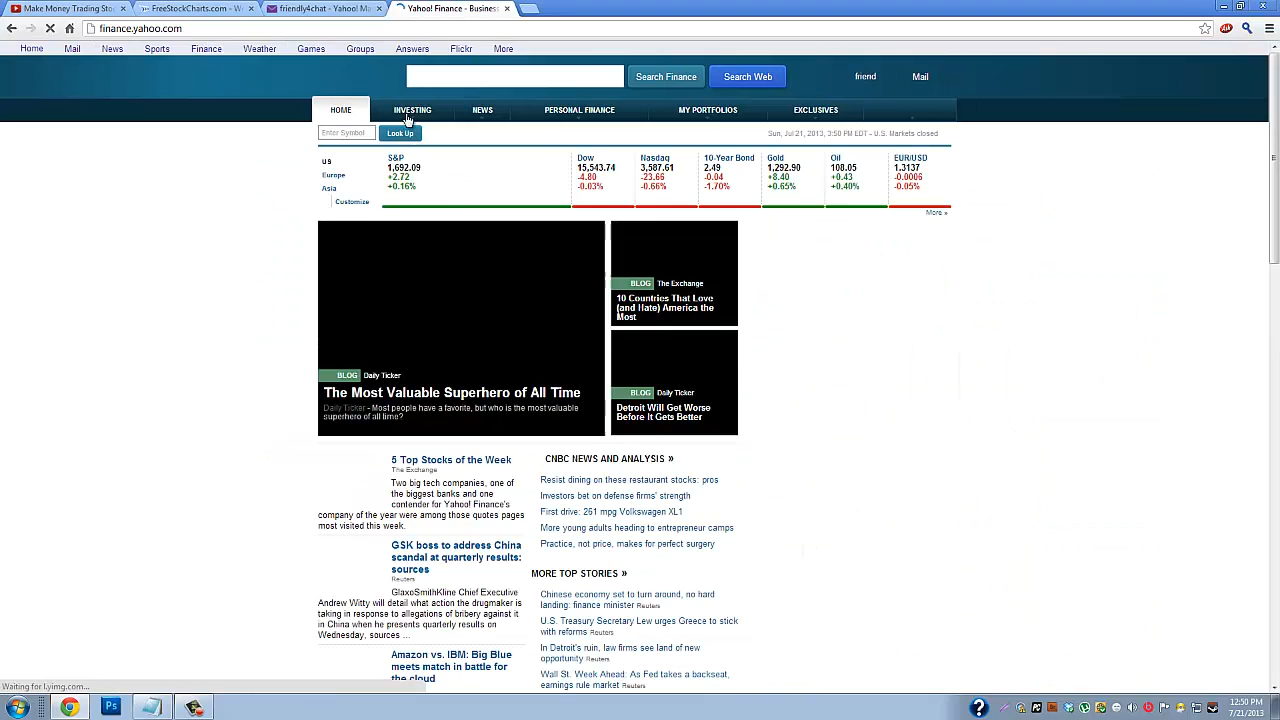 Make Money Trading Sto
FreeStockCharts.com - W
friendly4chat - Yahoo! Ma
Yahoo! Finance - Busines
finance.yahoo.com
Home Mail News Sports Finance Weather Games Groups Answers Flickr More
Search Finance Search Web friend Mail
HOME INVESTING NEWS PERSONAL FINANCE MY PORTFOLIOS EXCLUSIVES
Enter Symbol Look Up Sun, Jul 21, 2013, 3:50 PM EDT - U.S. Markets closed
US
Europe
Asia
Customize
S&P
1,692.09
+2.72
+0.16%
Dow
15,543.74
-4.80
-0.03%
Nasdaq
3,587.61
-23.66
-0.66%
10-Year Bond
2.49
-0.04
-1.70%
Gold
1,292.90
+8.40
+0.65%
Oil
108.05
+0.43
+0.40%
EUR/USD
1.3137
-0.0006
-0.05%
More »
BLOG Daily Ticker
The Most Valuable Superhero of All Time
Daily Ticker - Most people have a favorite, but who is the most valuable
superhero of all time?
BLOG The Exchange
10 Countries That Love
(and Hate) America the
Most
BLOG Daily Ticker
Detroit Will Get Worse
Before It Gets Better
5 Top Stocks of the Week
The Exchange
Two big tech companies, one of
the biggest banks and one
contender for Yahoo! Finance's
company of the year were among those quotes pages
most visited this week.
GSK boss to address China
scandal at quarterly results:
sources
Reuters
GlaxoSmithKline Chief Executive
Andrew Witty will detail what action the drugmaker is
taking in response to allegations of bribery against it
in China when he presents quarterly results on
Wednesday, sources ...
Amazon vs. IBM: Big Blue
meets match in battle for
the cloud
CNBC NEWS AND ANALYSIS »
Resist dining on these restaurant stocks: pros
Investors bet on defense firms' strength
First drive: 261 mpg Volkswagen XL1
More young adults heading to entrepreneur camps
Practice, not price, makes for perfect surgery
MORE TOP STORIES »
Chinese economy set to turn around, no hard
landing: finance minister Reuters
U.S. Treasury Secretary Lew urges Greece to stick
with reforms Reuters
In Detroit's ruin, law firms see land of new
opportunity Reuters
Wall St. Week Ahead: As Fed takes a backseat,
earnings rule market Reuters
Waiting for l.yimg.com...
Ps
12:50 PM
7/21/2013